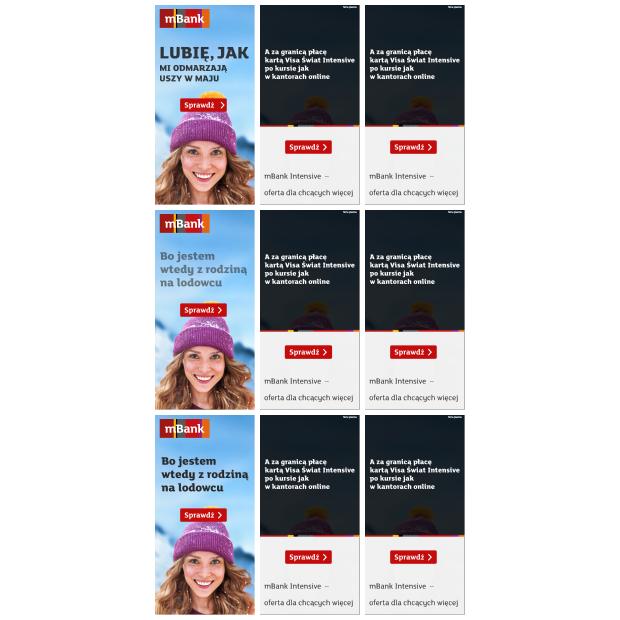 mBank
LUBIĘ, JAK
MI ODMARZAJĄ
USZY W MAJU
Sprawdź
A za granicą płacę
kartą Visa Świat Intensive
po kursie jak
w kantorach online
Sprawdź
mBank Intensive –
oferta dla chcących więcej
A za granicą płacę
kartą Visa Świat Intensive
po kursie jak
w kantorach online
Sprawdź
mBank Intensive –
oferta dla chcących więcej
mBank
Bo jestem
wtedy z rodziną
na lodowcu
Sprawdź
A za granicą płacę
kartą Visa Świat Intensive
po kursie jak
w kantorach online
Sprawdź
mBank Intensive –
oferta dla chcących więcej
A za granicą płacę
kartą Visa Świat Intensive
po kursie jak
w kantorach online
Sprawdź
mBank Intensive –
oferta dla chcących więcej
mBank
Bo jestem
wtedy z rodziną
na lodowcu
Sprawdź
A za granicą płacę
kartą Visa Świat Intensive
po kursie jak
w kantorach online
Sprawdź
mBank Intensive –
oferta dla chcących więcej
A za granicą płacę
kartą Visa Świat Intensive
po kursie jak
w kantorach online
Sprawdź
mBank Intensive –
oferta dla chcących więcej